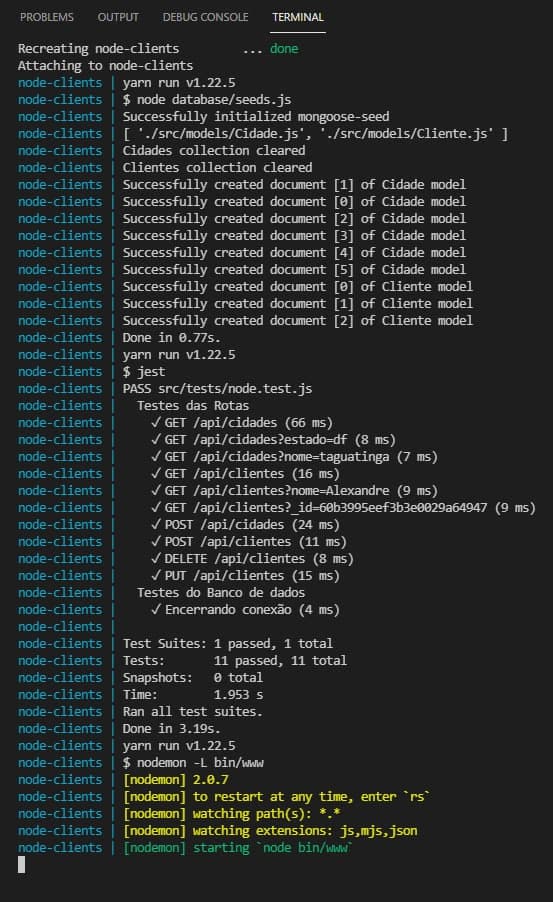 PROBLEMS OUTPUT DEBUG CONSOLE TERMINAL
Recreating node-clients ... done
Attaching to node-clients
node-clients | yarn run v1.22.5
node-clients | $ node database/seeds.js
node-clients | Successfully initialized mongoose-seed
node-clients | [ './src/models/Cidade.js', './src/models/Cliente.js' ]
node-clients | Cidades collection cleared
node-clients | Clientes collection cleared
node-clients | Successfully created document [1] of Cidade model
node-clients | Successfully created document [0] of Cidade model
node-clients | Successfully created document [2] of Cidade model
node-clients | Successfully created document [3] of Cidade model
node-clients | Successfully created document [4] of Cidade model
node-clients | Successfully created document [5] of Cidade model
node-clients | Successfully created document [0] of Cliente model
node-clients | Successfully created document [1] of Cliente model
node-clients | Successfully created document [2] of Cliente model
node-clients | Done in 0.77s.
node-clients | yarn run v1.22.5
node-clients | $ jest
node-clients | PASS src/tests/node.test.js
node-clients |   Testes das Rotas
node-clients |     ✓ GET /api/cidades (66 ms)
node-clients |     ✓ GET /api/cidades?estado=df (8 ms)
node-clients |     ✓ GET /api/cidades?nome=taguatinga (7 ms)
node-clients |     ✓ GET /api/clientes (16 ms)
node-clients |     ✓ GET /api/clientes?nome=Alexandre (9 ms)
node-clients |     ✓ GET /api/clientes?_id=60b3995eef3b3e0029a64947 (9 ms)
node-clients |     ✓ POST /api/cidades (24 ms)
node-clients |     ✓ POST /api/clientes (11 ms)
node-clients |     ✓ DELETE /api/clientes (8 ms)
node-clients |     ✓ PUT /api/clientes (15 ms)
node-clients |   Testes do Banco de dados
node-clients |     ✓ Encerrando conexão (4 ms)
node-clients |
node-clients | Test Suites: 1 passed, 1 total
node-clients | Tests:       11 passed, 11 total
node-clients | Snapshots:   0 total
node-clients | Time:        1.953 s
node-clients | Ran all test suites.
node-clients | Done in 3.19s.
node-clients | yarn run v1.22.5
node-clients | $ nodemon -L bin/www
node-clients | [nodemon] 2.0.7
node-clients | [nodemon] to restart at any time, enter `rs`
node-clients | [nodemon] watching path(s): *.*
node-clients | [nodemon] watching extensions: js,mjs,json
node-clients | [nodemon] starting `node bin/www`